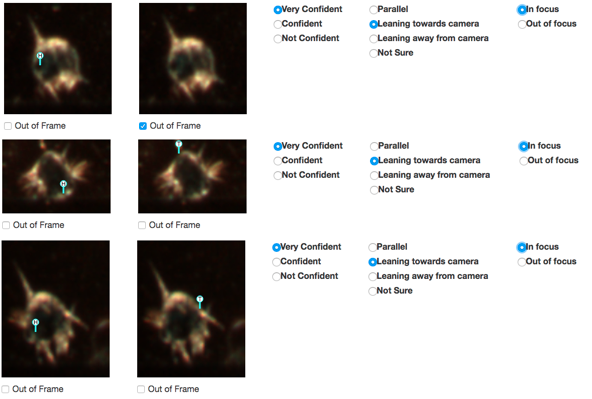 Very Confident Parallel In focus
H
Confident Leaning towards camera Out of focus
Not Confident Leaning away from camera
Not Sure
Out of Frame Out of Frame
T
Very Confident Parallel In focus
Confident Leaning towards camera Out of focus
Not Confident Leaning away from camera
H
Not Sure
Out of Frame Out of Frame
Very Confident Parallel In focus
Confident Leaning towards camera Out of focus
Not Confident Leaning away from camera
Not Sure
T
H
Out of Frame Out of Frame